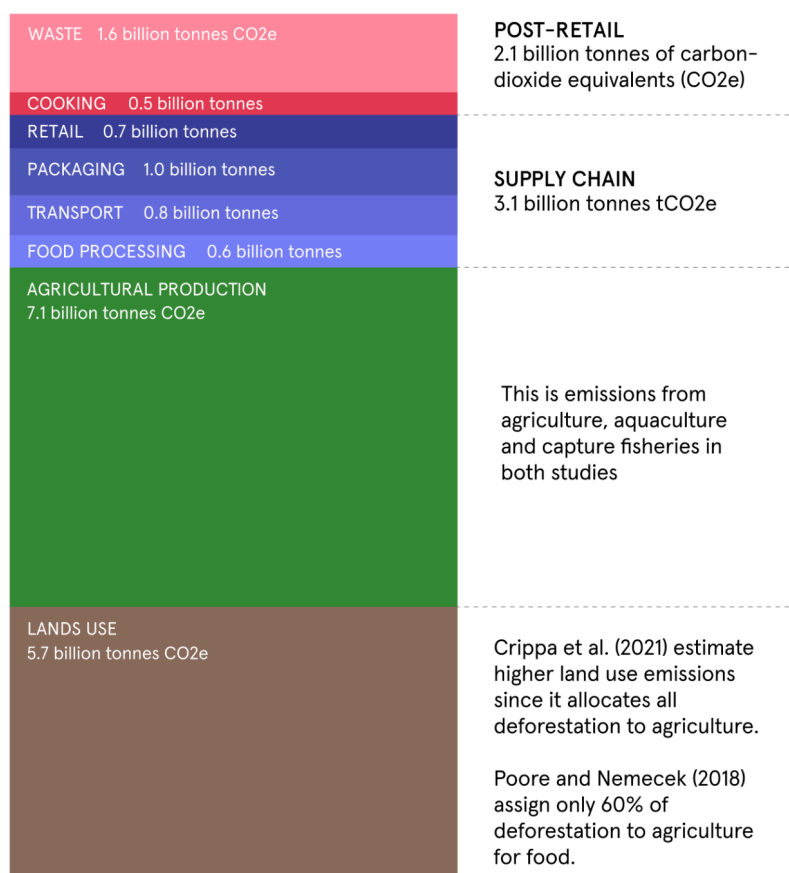 WASTE 1.6 billion tonnes CO2e
COOKING 0.5 billion tonnes
RETAIL 0.7 billion tonnes
PACKAGING 1.0 billion tonnes
TRANSPORT 0.8 billion tonnes
FOOD PROCESSING 0.6 billion tonnes
AGRICULTURAL PRODUCTION
7.1 billion tonnes CO2e
LANDS USE
5.7 billion tonnes CO2e
POST-RETAIL
2.1 billion tonnes of carbon-
dioxide equivalents (CO2e)
SUPPLY CHAIN
3.1 billion tonnes tCO2e
This is emissions from
agriculture, aquaculture
and capture fisheries in
both studies
Crippa et al. (2021) estimate
higher land use emissions
since it allocates all
deforestation to agriculture.
Poore and Nemecek (2018)
assign only 60% of
deforestation to agriculture
for food.